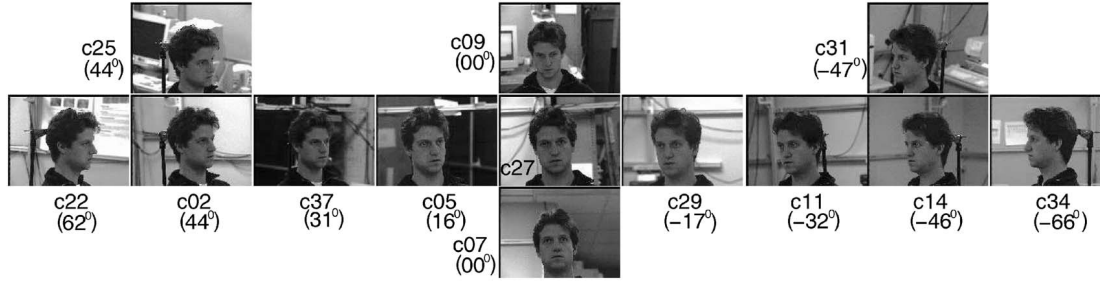 c25
(44⁰)
c09
(00⁰)
c31
(−47⁰)
c27
c22
(62⁰)
c02
(44⁰)
c37
(31⁰)
c05
(16⁰)
c29
(−17⁰)
c11
(−32⁰)
c14
(−46⁰)
c34
(−66⁰)
c07
(00⁰)